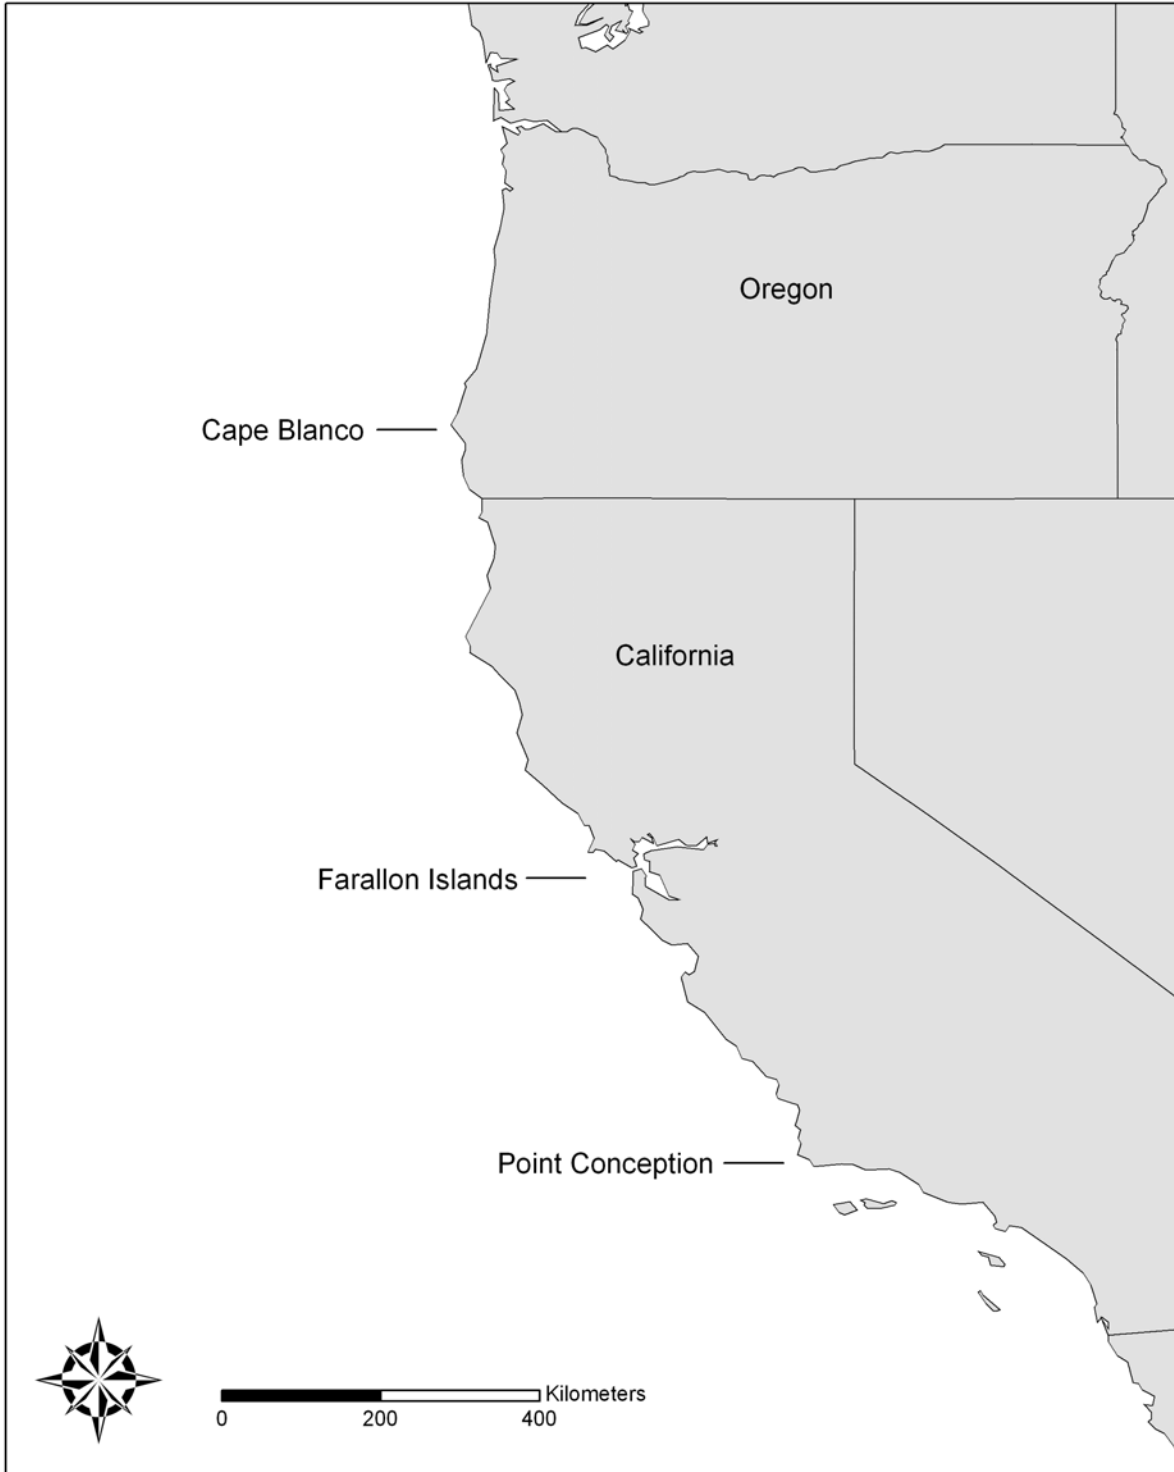 Oregon
Cape Blanco
California
Farallon Islands
Point Conception
Kilometers
0 200 400